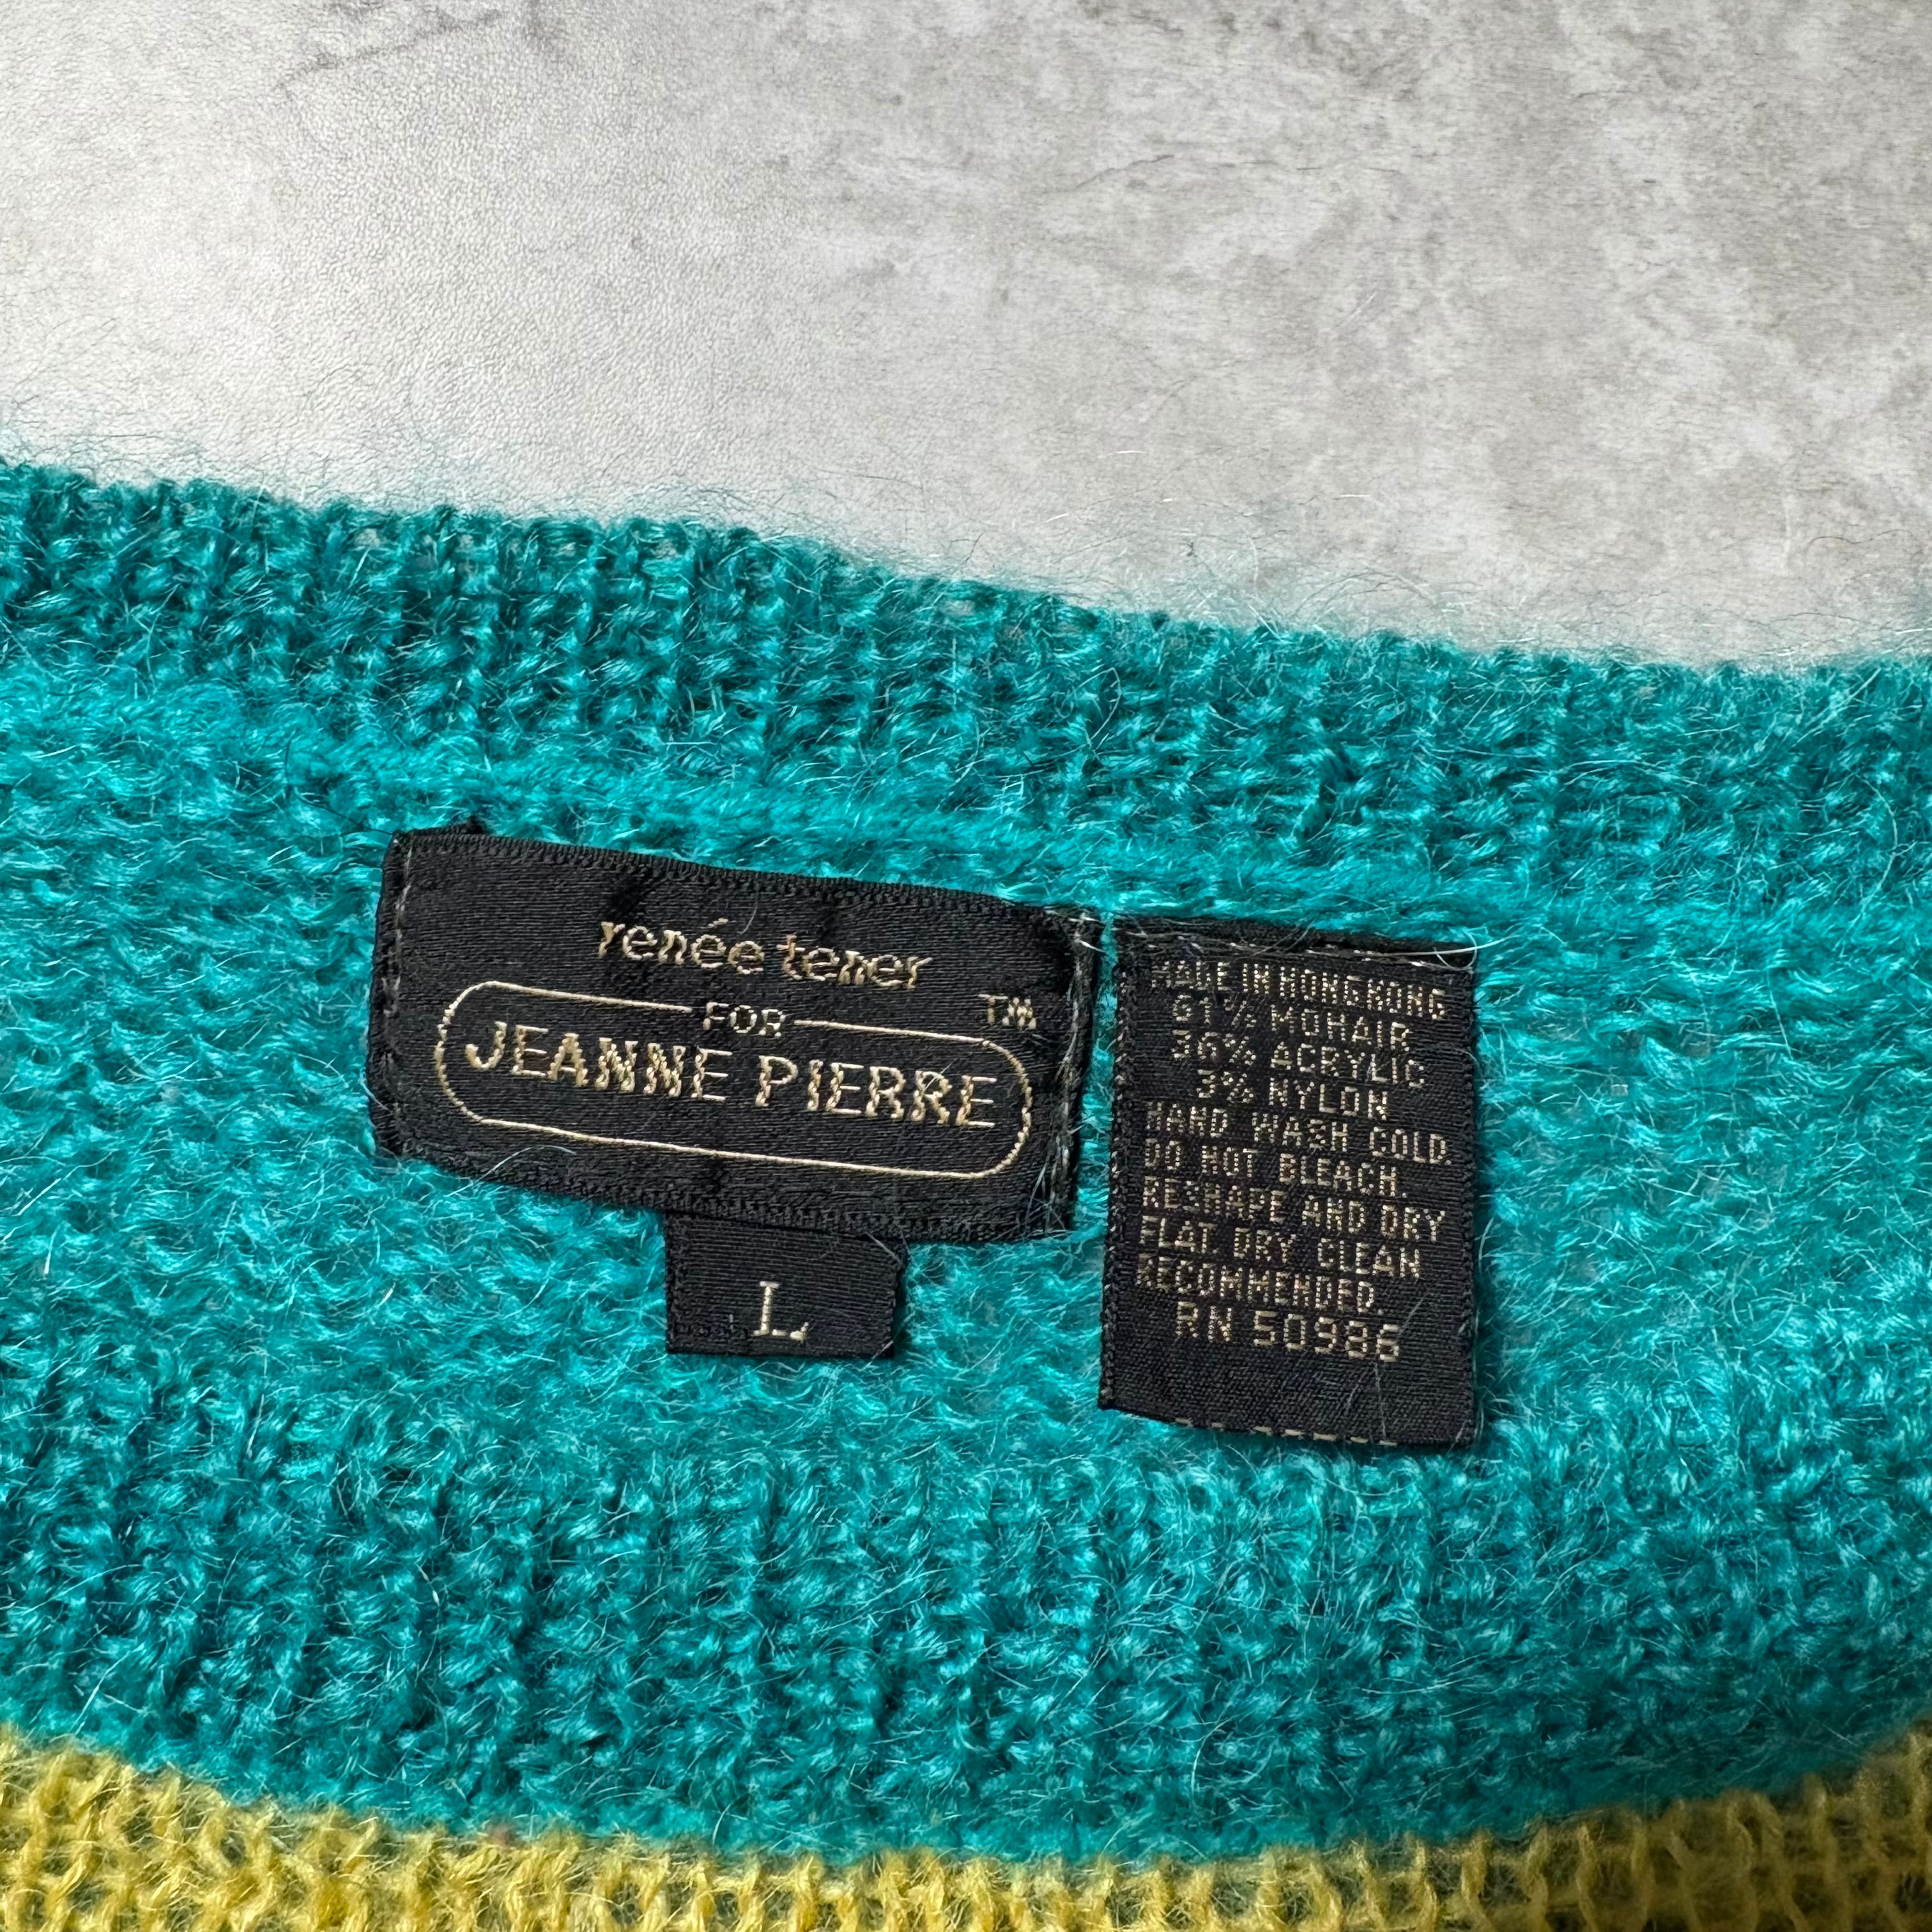 renée tener
FOR
TM
JEANNE PIERRE
L
MADE IN HONG KONG
61% MOHAIR
36% ACRYLIC
3% NYLON
HAND WASH COLD.
DO NOT BLEACH.
RESHAPE AND DRY
FLAT DRY CLEAN
RECOMMENDED.
RN 50986